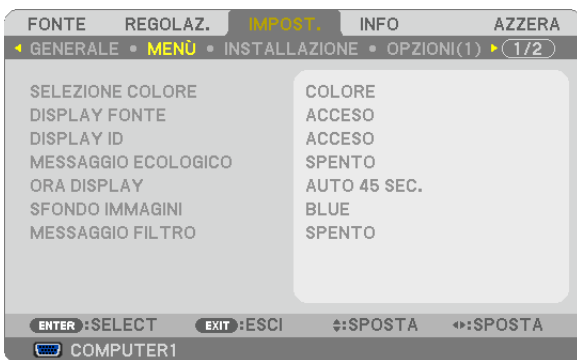 FONTE REGOLAZ. IMPOST. INFO AZZERA
GENERALE • MENÙ • INSTALLAZIONE • OPZIONI(1) 1/2
SELEZIONE COLORE COLORE
DISPLAY FONTE ACCESO
DISPLAY ID ACCESO
MESSAGGIO ECOLOGICO SPENTO
ORA DISPLAY AUTO 45 SEC.
SFONDO IMMAGINI BLUE
MESSAGGIO FILTRO SPENTO
ENTER :SELECT EXIT :ESCI :SPOSTA :SPOSTA
COMPUTER1